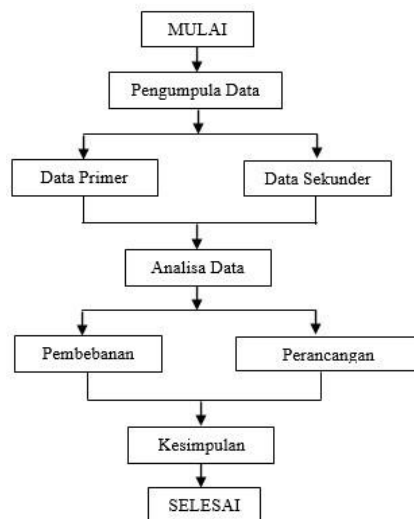 MULAI
Pengumpula Data
Data Primer
Data Sekunder
Analisa Data
Pembebanan
Perancangan
Kesimpulan
SELESAI